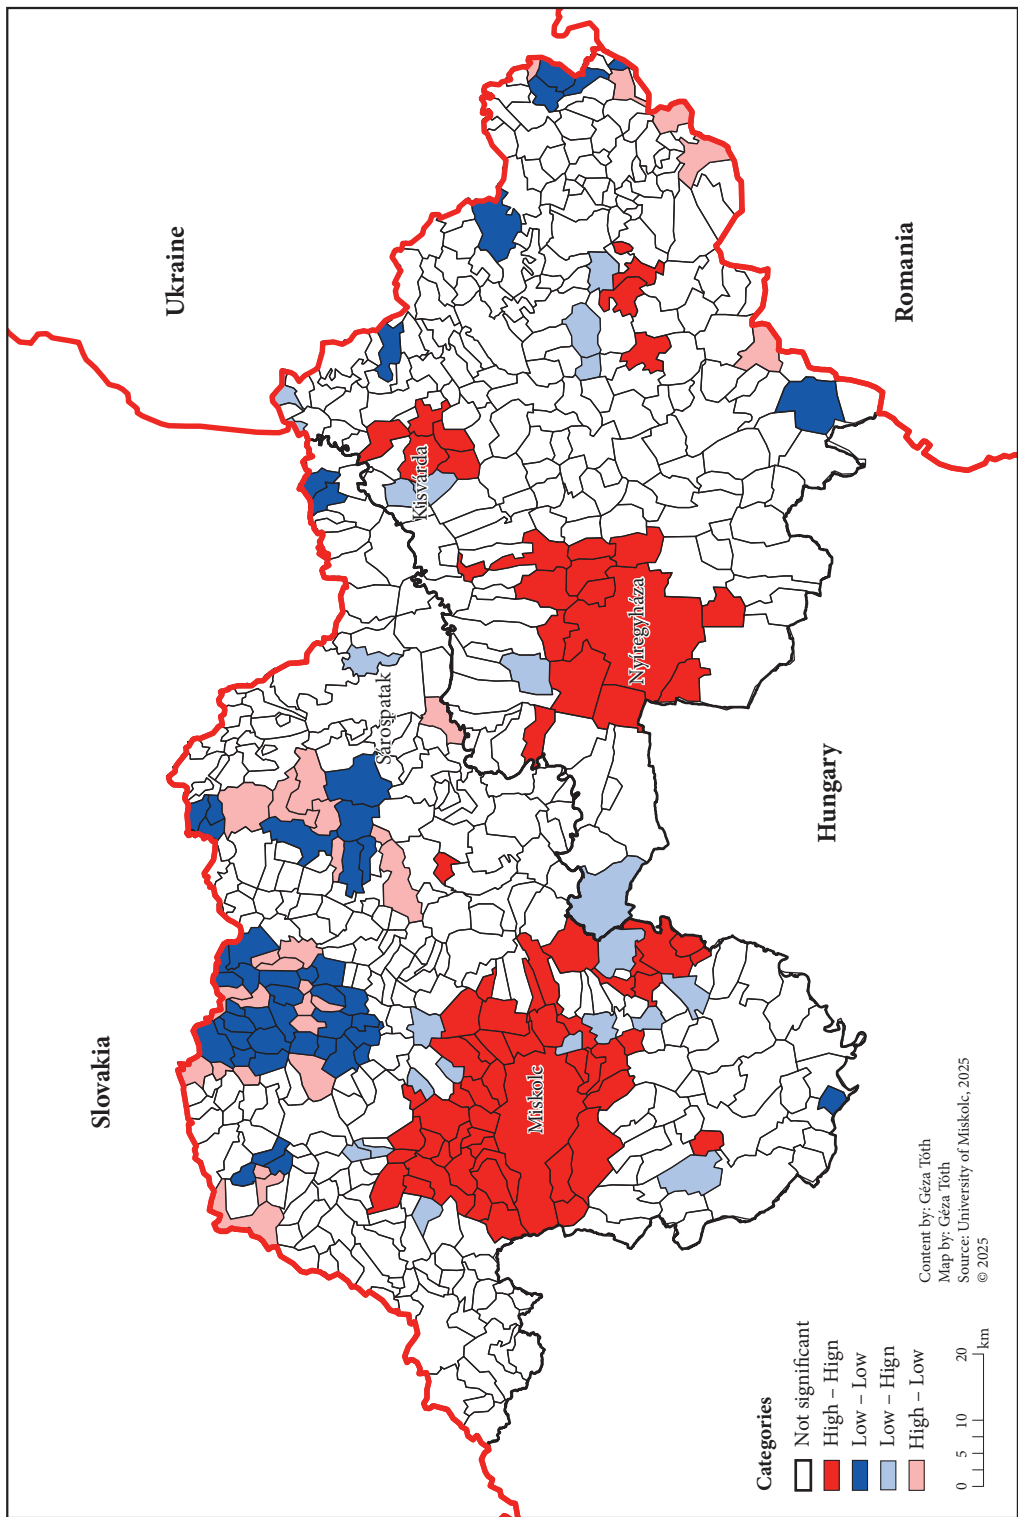 Slovakia
Ukraine
Romania
Hungary
Kisvárda
Sárospatak
Nyíregyháza
Miskolc
Categories
Not significant
High – Hign
Low – Low
Low – Hign
High – Low
0 5 10 20
km
Content by: Géza Tóth
Map by: Géza Tóth
Source: University of Miskolc, 2025
© 2025